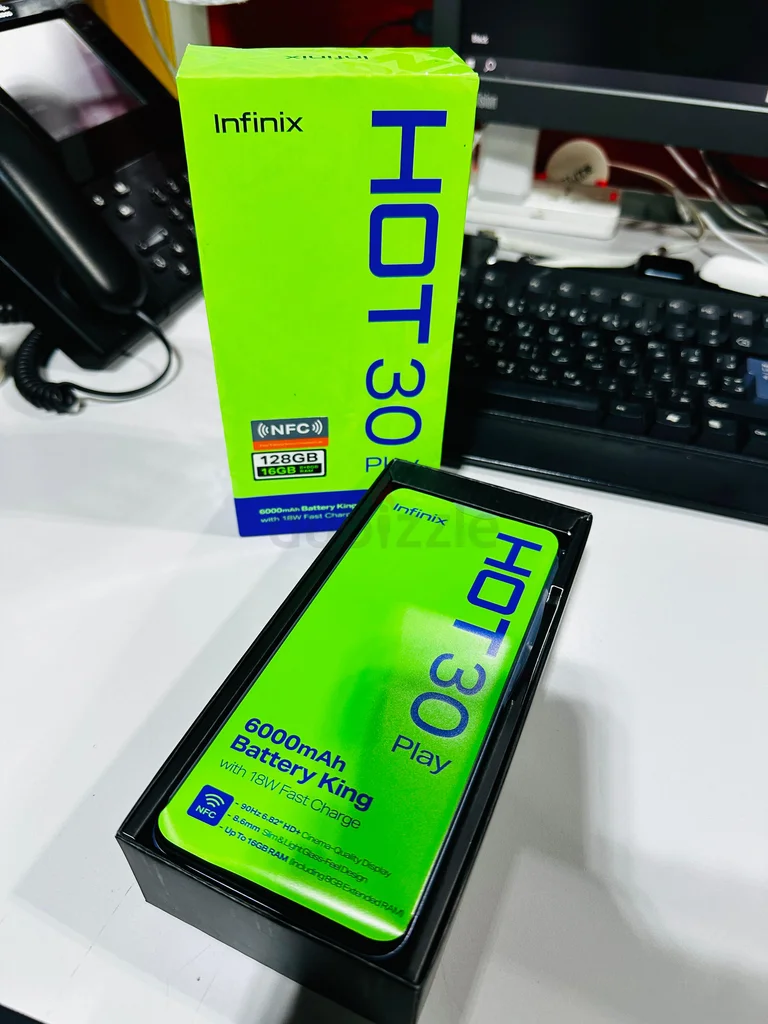 Infinix
Infinix
HOT 30
Play
NFC
128GB
16GB
6000mAh Battery King
with 18W Fast Charge
dubizzle
Infinix
HOT 30
Play
6000mAh
Battery King
with 18W Fast Charge
NFC
- 90Hz 6.82" HD+ Cinema-Quality Display
- 8.6mm Slim & Light Glass-Feel Design
- Up To 16GB RAM (Including 8GB Extended RAM)